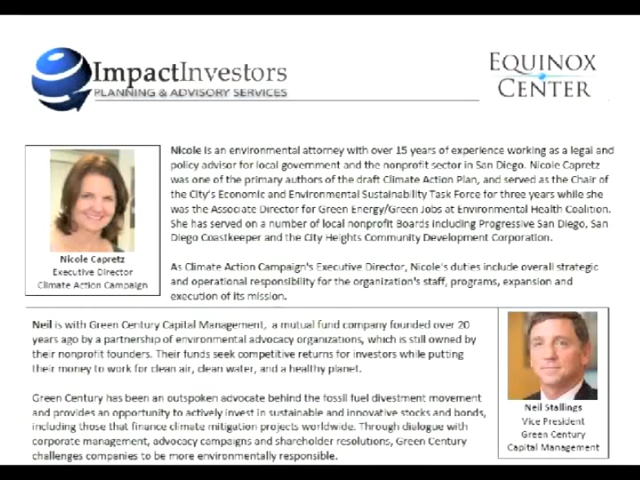 ImpactInvestors
PLANNING & ADVISORY SERVICES
EQUINOX
CENTER
Nicole Capretz
Executive Director
Climate Action Campaign
Nicole is an environmental attorney with over 15 years of experience working as a legal and
policy advisor for local government and the nonprofit sector in San Diego. Nicole Capretz
was one of the primary authors of the draft Climate Action Plan, and served as the Chair of
the City's Economic and Environmental Sustainability Task Force for three years while she
was the Associate Director for Green Energy/Green Jobs at Environmental Health Coalition.
She has served on a number of local nonprofit Boards including Progressive San Diego, San
Diego Coastkeeper and the City Heights Community Development Corporation.
As Climate Action Campaign's Executive Director, Nicole's duties include overall strategic
and operational responsibility for the organization's staff, programs, expansion and
execution of its mission.
Neil is with Green Century Capital Management, a mutual fund company founded over 20
years ago by a partnership of environmental advocacy organizations, which is still owned by
their nonprofit founders. Their funds seek competitive returns for investors while putting
their money to work for clean air, clean water, and a healthy planet.
Green Century has been an outspoken advocate behind the fossil fuel divestment movement
and provides an opportunity to actively invest in sustainable and innovative stocks and bonds,
including those that finance climate mitigation projects worldwide. Through dialogue with
corporate management, advocacy campaigns and shareholder resolutions, Green Century
challenges companies to be more environmentally responsible.
Neil Stallings
Vice President
Green Century
Capital Management